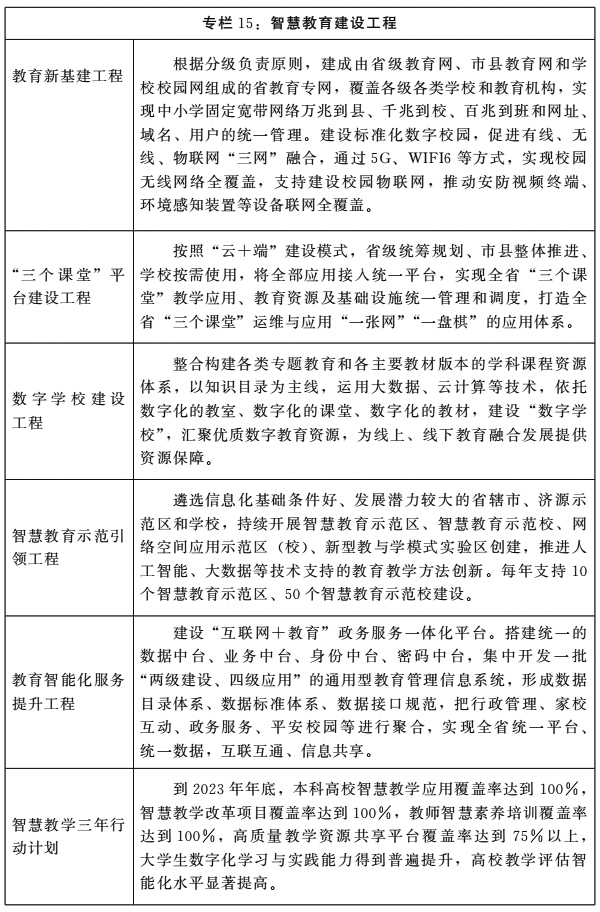 专栏 15：智慧教育建设工程
教育新基建工程
根据分级负责原则，建成由省级教育网、市县教育网和学
校校园网组成的省教育专网，覆盖各级各类学校和教育机构，实
现中小学固定宽带网络万兆到县、千兆到校、百兆到班和网址、
域名、用户的统一管理。建设标准化数字校园，促进有线、无
线、物联网“三网”融合，通过 5G、WIFI6 等方式，实现校园
无线网络全覆盖，支持建设校园物联网，推动安防视频终端、
环境感知装置等设备联网全覆盖。
“三个课堂”平
台建设工程
按照“云＋端”建设模式，省级统筹规划、市县整体推进、
学校按需使用，将全部应用接入统一平台，实现全省“三个课
堂”教学应用、教育资源及基础设施统一管理和调度，打造全
省“三个课堂”运维与应用“一张网”“一盘棋”的应用体系。
数字学校建设
工程
整合构建各类专题教育和各主要教材版本的学科课程资源
体系，以知识目录为主线，运用大数据、云计算等技术，依托
数字化的教室、数字化的课堂、数字化的教材，建设“数字学
校”，汇聚优质数字教育资源，为线上、线下教育融合发展提供
资源保障。
智慧教育示范引
领工程
遴选信息化基础条件好、发展潜力较大的省辖市、济源示
范区和学校，持续开展智慧教育示范区、智慧教育示范校、网
络空间应用示范区（校）、新型教与学模式实验区创建，推进人
工智能、大数据等技术支持的教育教学方法创新。每年支持 10
个智慧教育示范区、50 个智慧教育示范校建设。
教育智能化服务
提升工程
建设“互联网＋教育”政务服务一体化平台。搭建统一的
数据中台、业务中台、身份中台、密码中台，集中开发一批
“两级建设、四级应用”的通用型教育管理信息系统，形成数据
目录体系、数据标准体系、数据接口规范，把行政管理、家校
互动、政务服务、平安校园等进行聚合，实现全省统一平台、
统一数据，互联互通、信息共享。
智慧教学三年行
动计划
到 2023 年年底，本科高校智慧教学应用覆盖率达到 100％，
智慧教学改革项目覆盖率达到 100％，教师智慧素养培训覆盖率
达到 100％，高质量教学资源共享平台覆盖率达到 75％以上，
大学生数字化学习与实践能力得到普遍提升，高校教学评估智
能化水平显著提高。